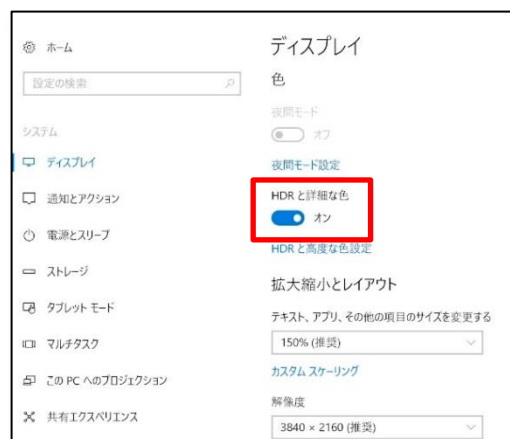 ホーム
設定の検索
システム
ディスプレイ
通知とアクション
電源とスリープ
ストレージ
タブレット モード
マルチタスク
この PC へのプロジェクション
共有エクスペリエンス
ディスプレイ
色
夜間モード
オフ
夜間モード設定
HDR と詳細な色
オン
HDR と高度な色設定
拡大縮小とレイアウト
テキスト、アプリ、その他の項目のサイズを変更する
150% (推奨)
カスタム スケーリング
解像度
3840 × 2160 (推奨)